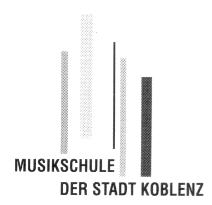 MUSIKSCHULE
DER STADT KOBLENZ